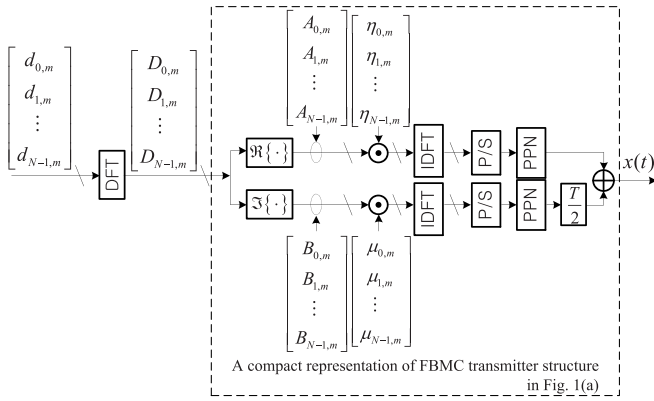 d_{0,m}
d_{1,m}
⋮
d_{N-1,m}
DFT
D_{0,m}
D_{1,m}
⋮
D_{N-1,m}
A_{0,m}
A_{1,m}
⋮
A_{N-1,m}
η_{0,m}
η_{1,m}
⋮
η_{N-1,m}
ℜ{·}
IDFT
P/S
PPN
x(t)
ℑ{·}
IDFT
P/S
PPN
T/2
B_{0,m}
B_{1,m}
⋮
B_{N-1,m}
μ_{0,m}
μ_{1,m}
⋮
μ_{N-1,m}
A compact representation of FBMC transmitter structure
in Fig. 1(a)